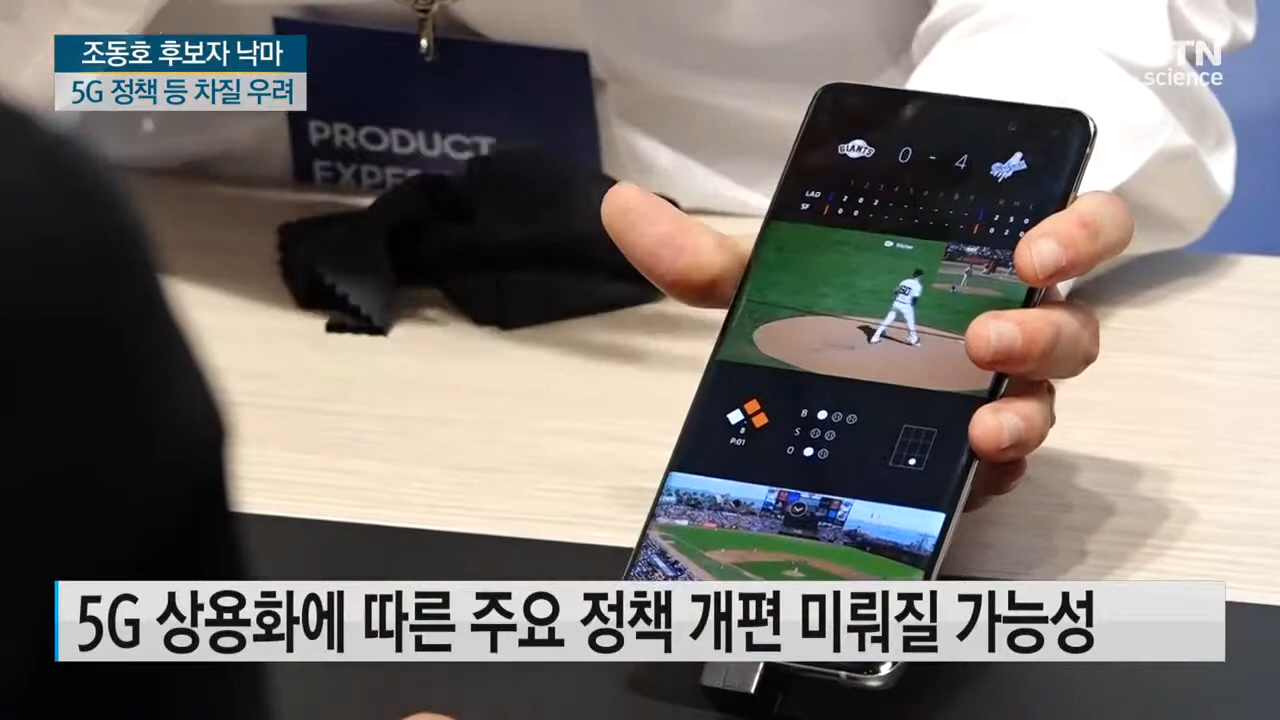 조동호 후보자 낙마
5G 정책 등 차질 우려
science
PRODUCT
GIANTS
0 - 4
LAD
SF
B
S
O
P:01
5G 상용화에 따른 주요 정책 개편 미뤄질 가능성